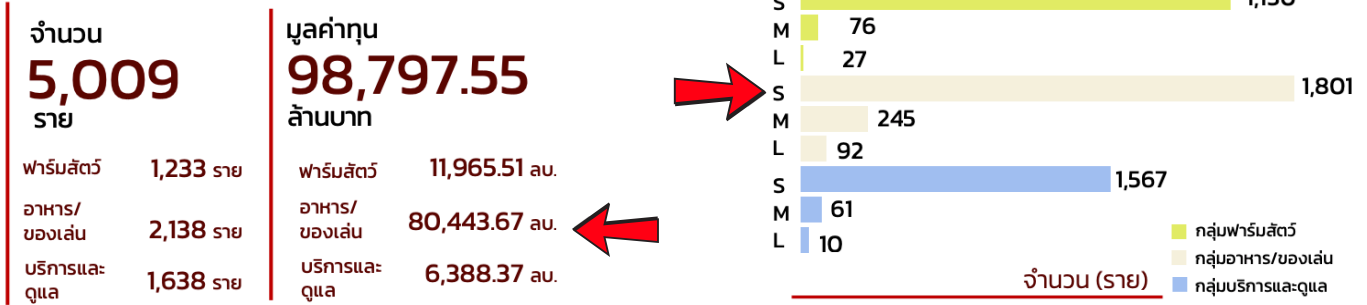 จำนวน
5,009
ราย
ฟาร์มสัตว์ 1,233 ราย
อาหาร/
ของเล่น 2,138 ราย
บริการและ
ดูแล 1,638 ราย
มูลค่าทุน
98,797.55
ล้านบาท
ฟาร์มสัตว์ 11,965.51 ลบ.
อาหาร/
ของเล่น 80,443.67 ลบ.
บริการและ
ดูแล 6,388.37 ลบ.
S
M 76
L 27
S 1,801
M 245
L 92
S 1,567
M 61
L 10
กลุ่มฟาร์มสัตว์
กลุ่มอาหาร/ของเล่น
กลุ่มบริการและดูแล
จำนวน (ราย)